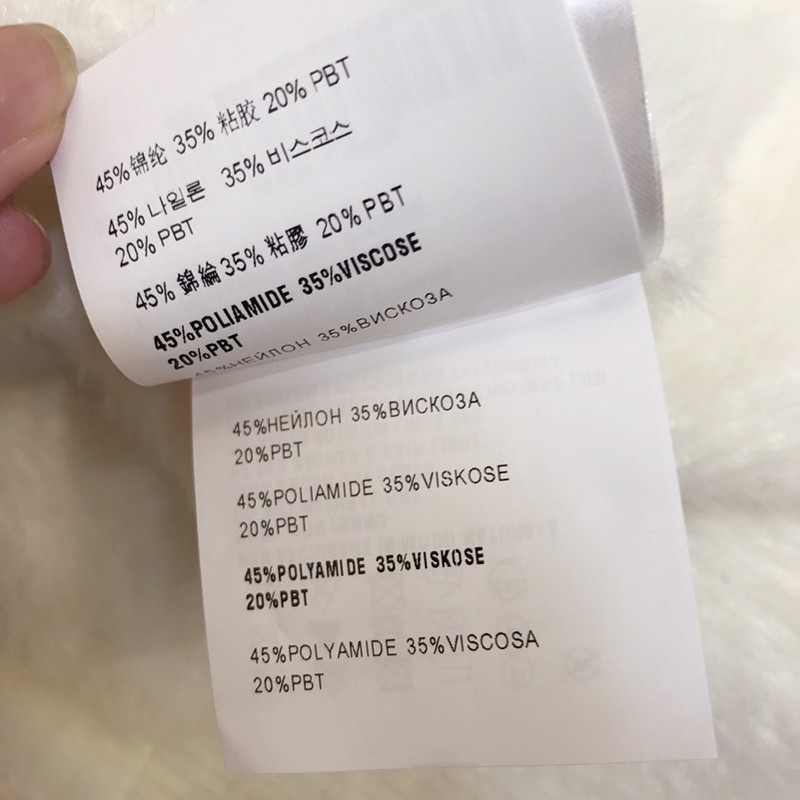 45%锦纶 35%粘胶 20% PBT
45% 나일론 35% 비스코스
20% PBT
45% 錦綸35% 粘膠 20% PBT
45%POLIAMIDE 35%VISCOSE
20%PBT
45%НЕЙЛОН 35%ВИСКОЗА
45%НЕЙЛОН 35%ВИСКОЗА
20%PBT
45%POLIAMIDE 35%VISKOSE
20%PBT
45%POLYAMIDE 35%VISKOSE
20%PBT
45%POLYAMIDE 35%VISCOSA
20%PBT